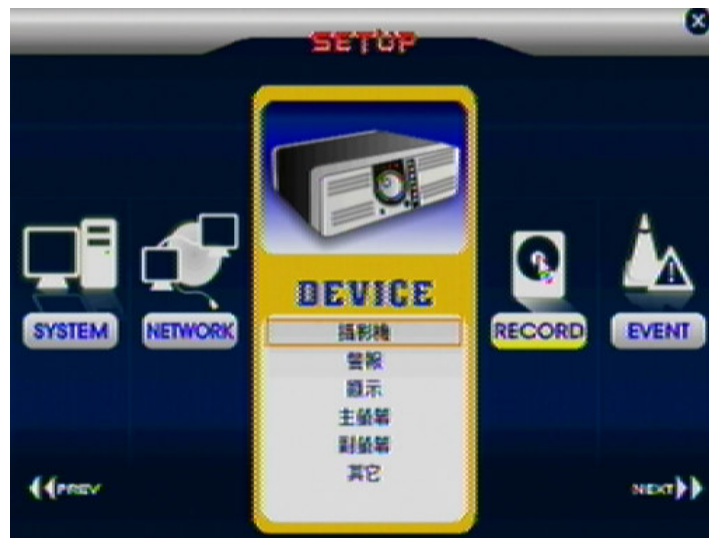 SETUP
DEVICE
SYSTEM
NETWORK
攝影機
RECORD
EVENT
警報
顯示
主螢幕
副螢幕
其它
PREV
NEXT